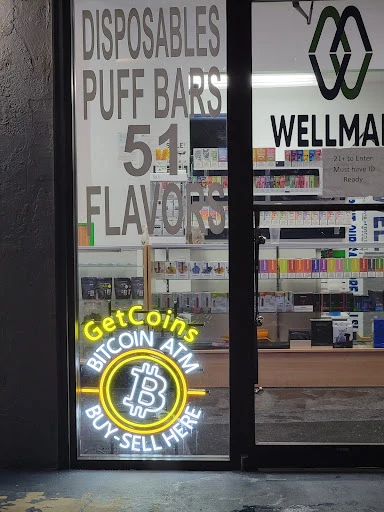 DISPOSABLES
PUFF BARS
51
FLAVORS
WELLMA
21+ to Enter
Must have ID
Ready
GetCoins
BITCOIN ATM
BUY-SELL HERE